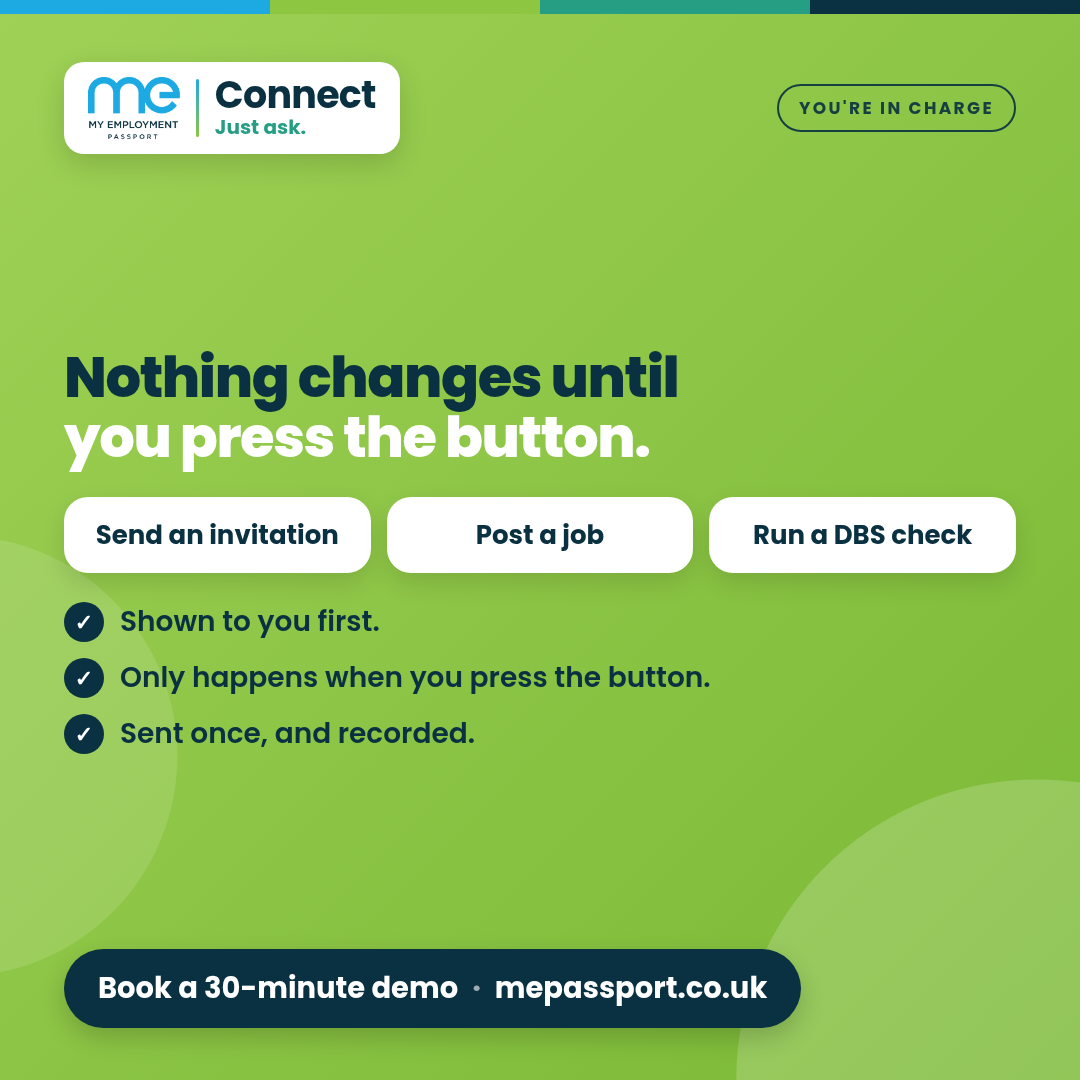 me
MY EMPLOYMENT
PASSPORT
Connect
Just ask.
YOU'RE IN CHARGE
Nothing changes until
you press the button.
Send an invitation
Post a job
Run a DBS check
✓ Shown to you first.
✓ Only happens when you press the button.
✓ Sent once, and recorded.
Book a 30-minute demo · mepassport.co.uk